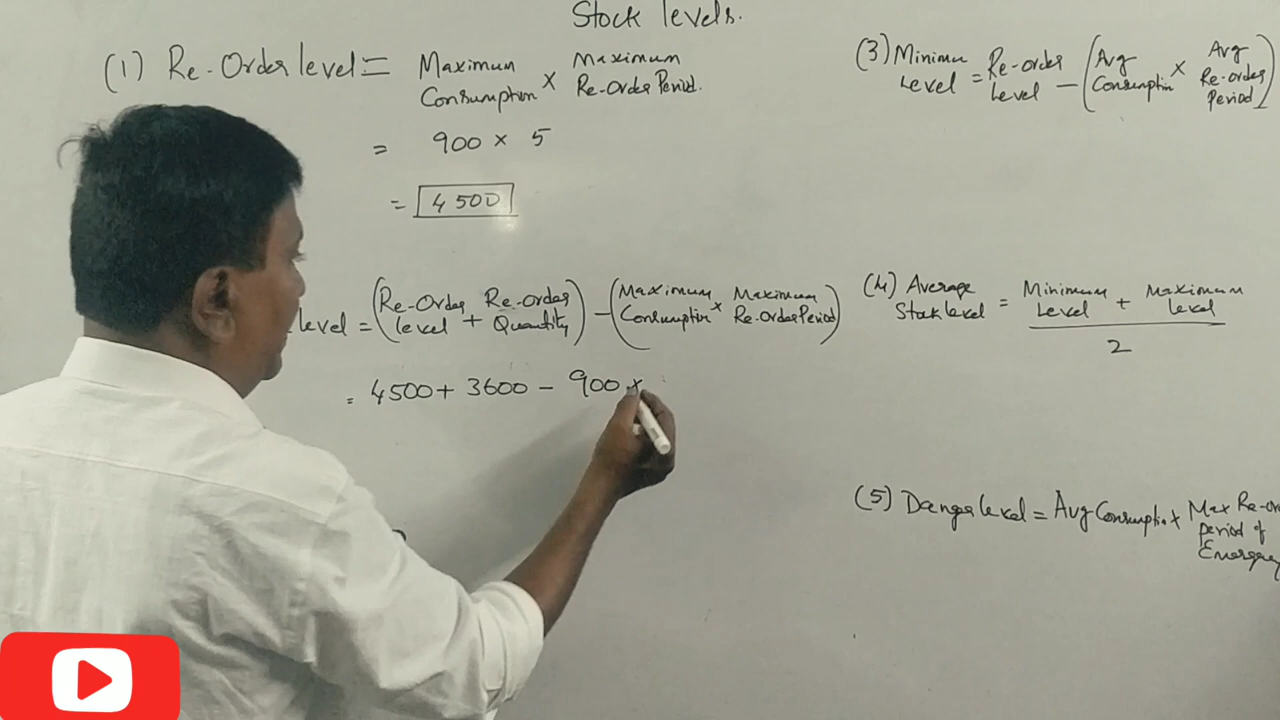 Stock levels.
(1) Re-Order level = Maximum Consumption × Maximum Re-Order Period.
= 900 × 5
= 4500
level = (Re-Order level + Re-order Quantity) - (Maximum Consumption × Maximum Re-Order Period)
= 4500 + 3600 - 900 ×
(3) Minimu Level = Re-order Level - (Avg Consumption × Avg Re-order Period)
(4) Average Stock level = Minimum Level + Maximum Level
2
(5) Danger level = Avg Consumption × Max Re-or
period of
Emergency